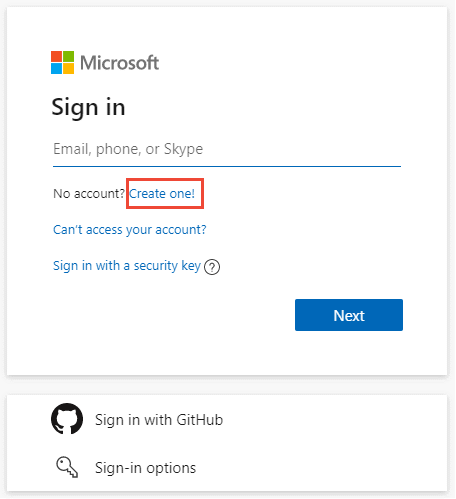 Microsoft
Sign in
Email, phone, or Skype
No account? Create one!
Can't access your account?
Sign in with a security key ?
Next
Sign in with GitHub
Sign-in options